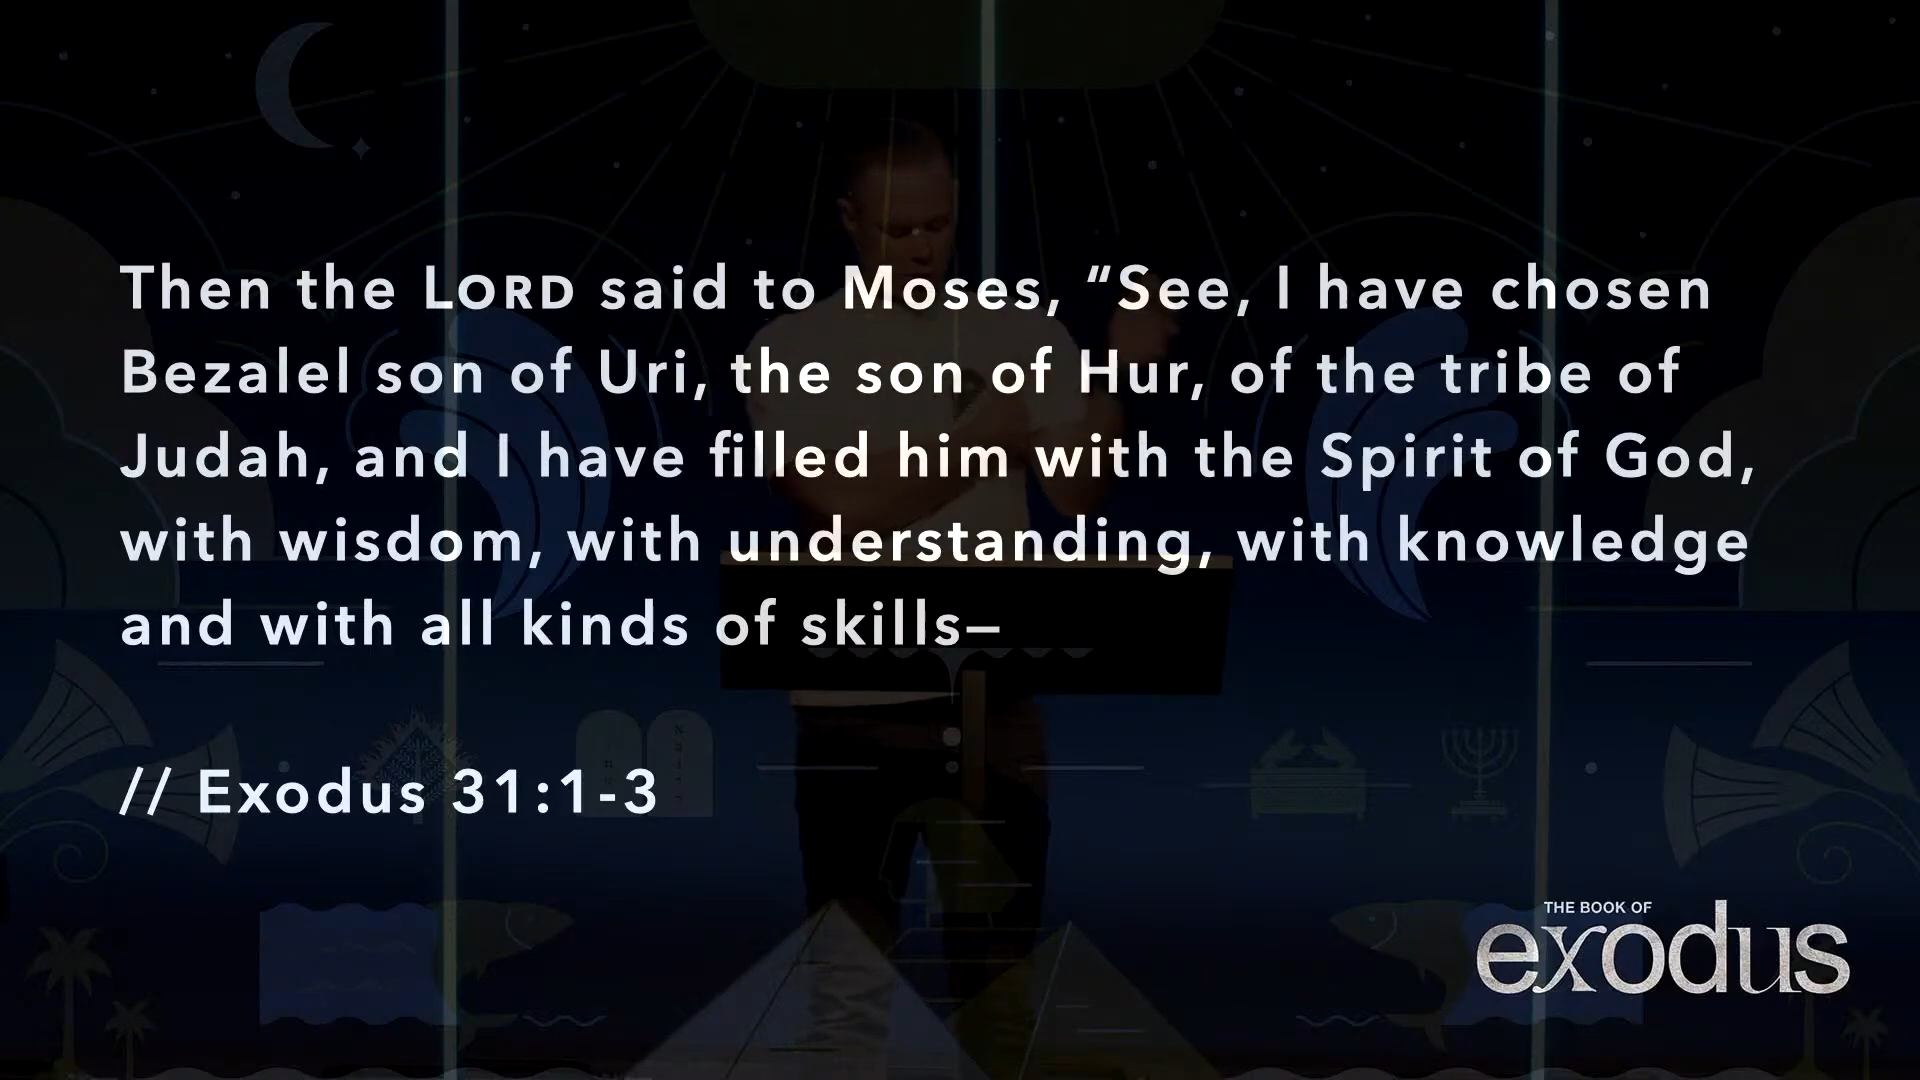 Then the LORD said to Moses, “See, I have chosen
Bezalel son of Uri, the son of Hur, of the tribe of
Judah, and I have filled him with the Spirit of God,
with wisdom, with understanding, with knowledge
and with all kinds of skills—
// Exodus 31:1-3
THE BOOK OF
exodus